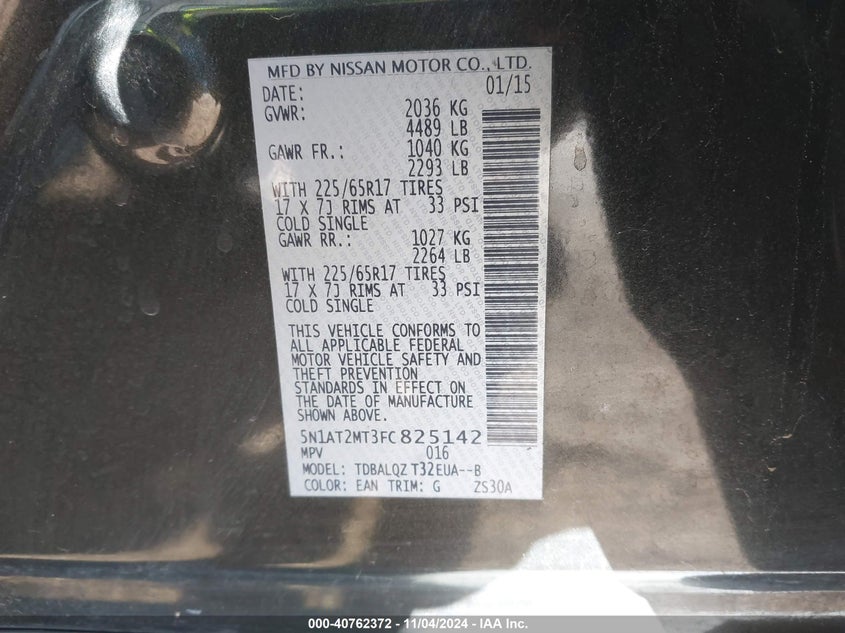 MFD BY NISSAN MOTOR CO., LTD.
DATE: 01/15
GVWR: 2036 KG
4489 LB
GAWR FR.: 1040 KG
2293 LB
WITH 225/65R17 TIRES
17 X 7J RIMS AT 33 PSI
COLD SINGLE
GAWR RR.: 1027 KG
2264 LB
WITH 225/65R17 TIRES
17 X 7J RIMS AT 33 PSI
COLD SINGLE
THIS VEHICLE CONFORMS TO
ALL APPLICABLE FEDERAL
MOTOR VEHICLE SAFETY AND
THEFT PREVENTION
STANDARDS IN EFFECT ON
THE DATE OF MANUFACTURE
SHOWN ABOVE.
5N1AT2MT3FC825142
MPV 016
MODEL: TDBALQZ T32EUA--B
COLOR: EAN TRIM: G ZS30A
000-40762372 - 11/04/2024 - IAA Inc.